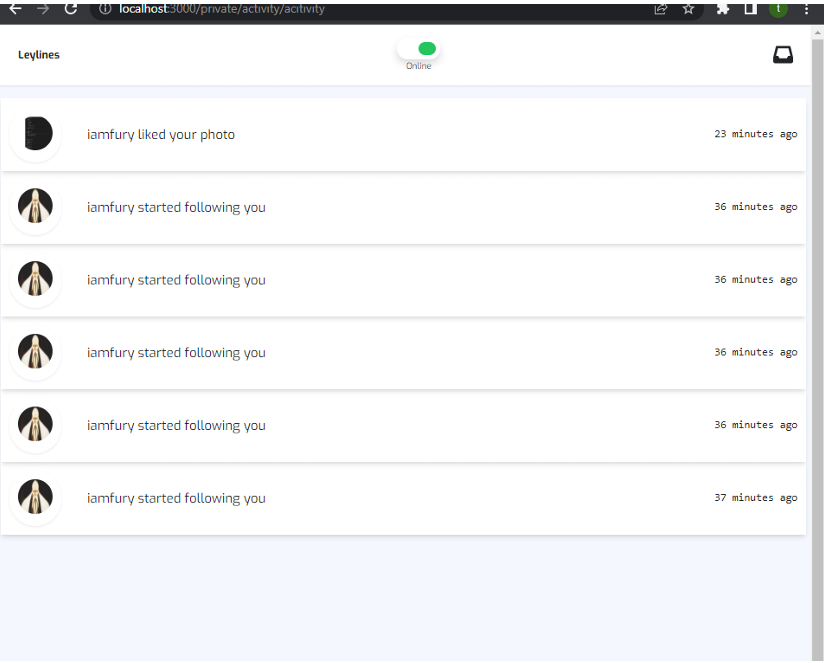 localhost:3000/private/activity/acitivity
t
Leylines
Online
iamfury liked your photo 23 minutes ago
iamfury started following you 36 minutes ago
iamfury started following you 36 minutes ago
iamfury started following you 36 minutes ago
iamfury started following you 36 minutes ago
iamfury started following you 37 minutes ago